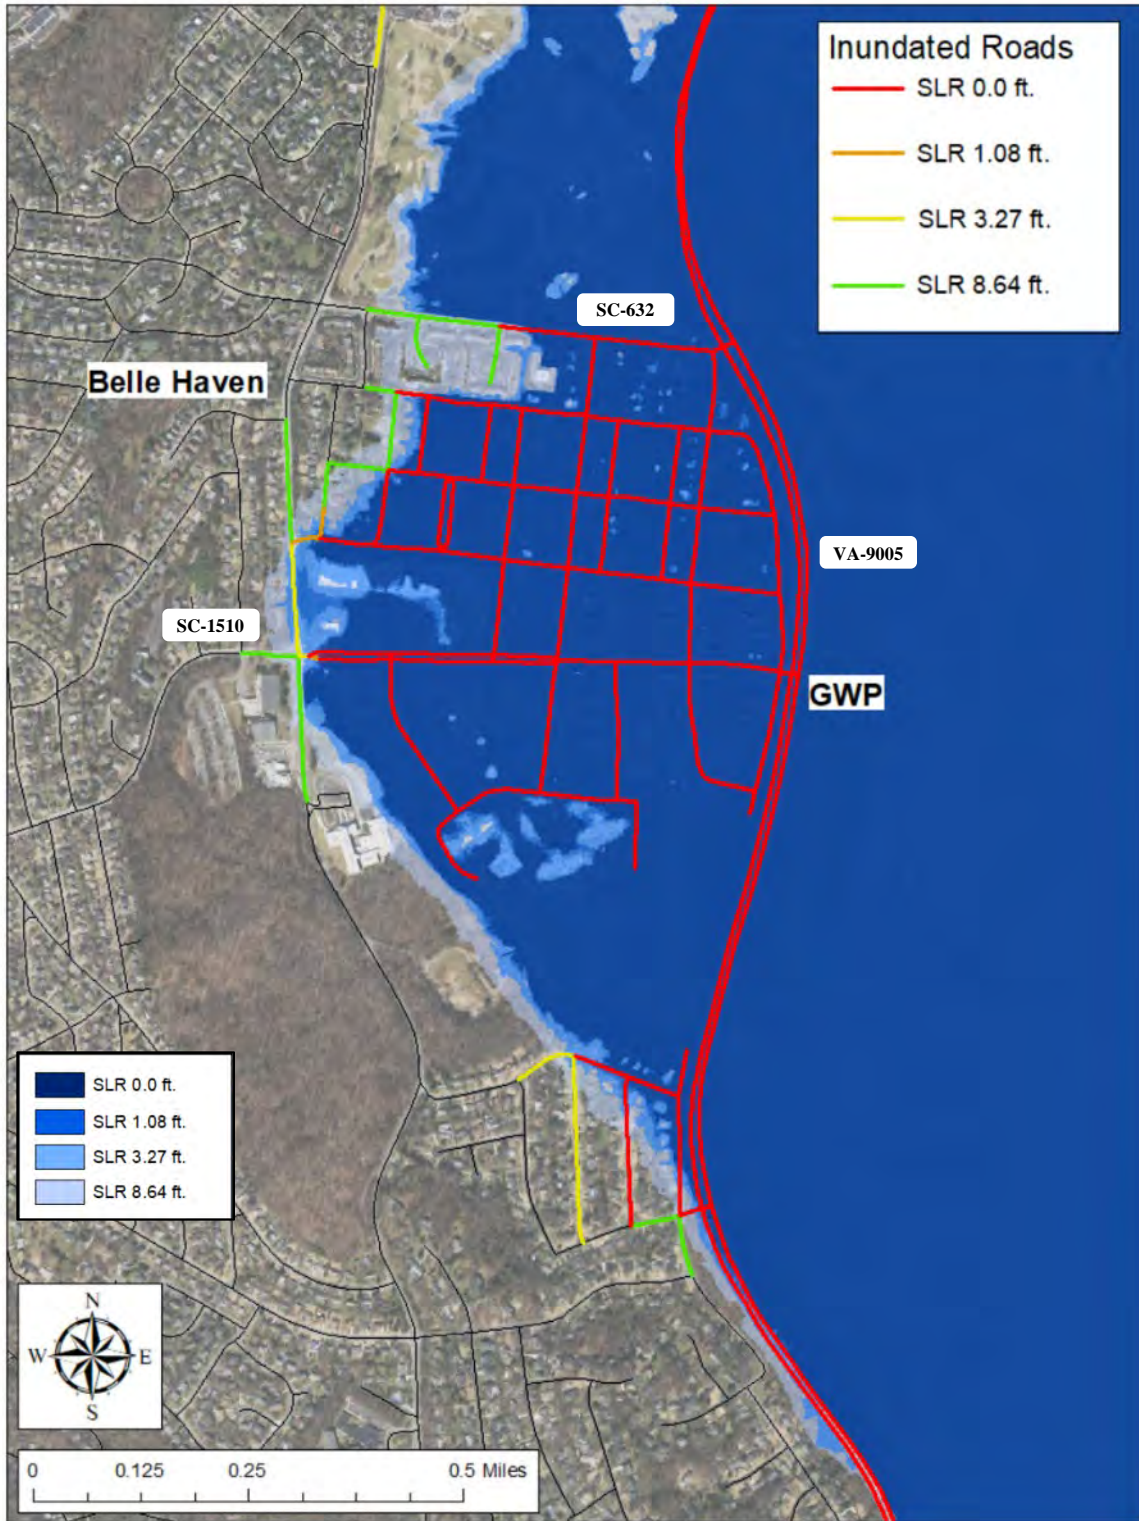 Inundated Roads
SLR 0.0 ft.
SLR 1.08 ft.
SLR 3.27 ft.
SLR 8.64 ft.
SC-632
Belle Haven
VA-9005
SC-1510
GWP
SLR 0.0 ft.
SLR 1.08 ft.
SLR 3.27 ft.
SLR 8.64 ft.
N
W E
S
0 0.125 0.25 0.5 Miles